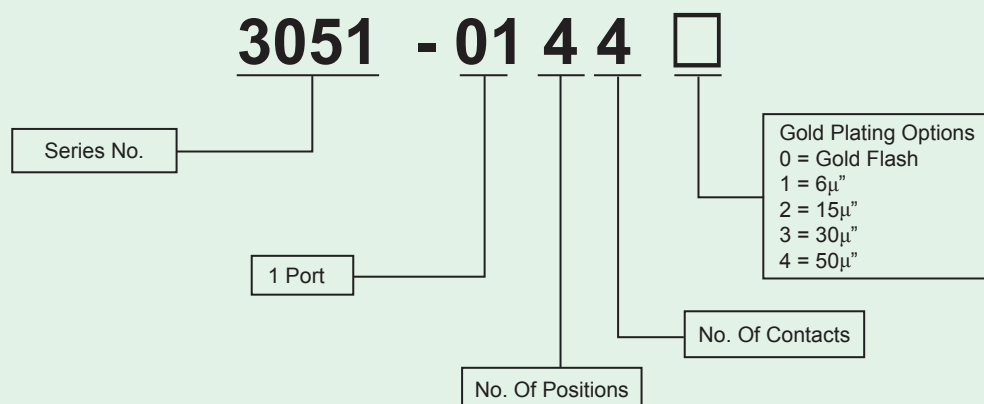 3051 - 01 4 4 □
Series No.
Gold Plating Options
0 = Gold Flash
1 = 6µ”
2 = 15µ”
3 = 30µ”
4 = 50µ”
1 Port
No. Of Contacts
No. Of Positions